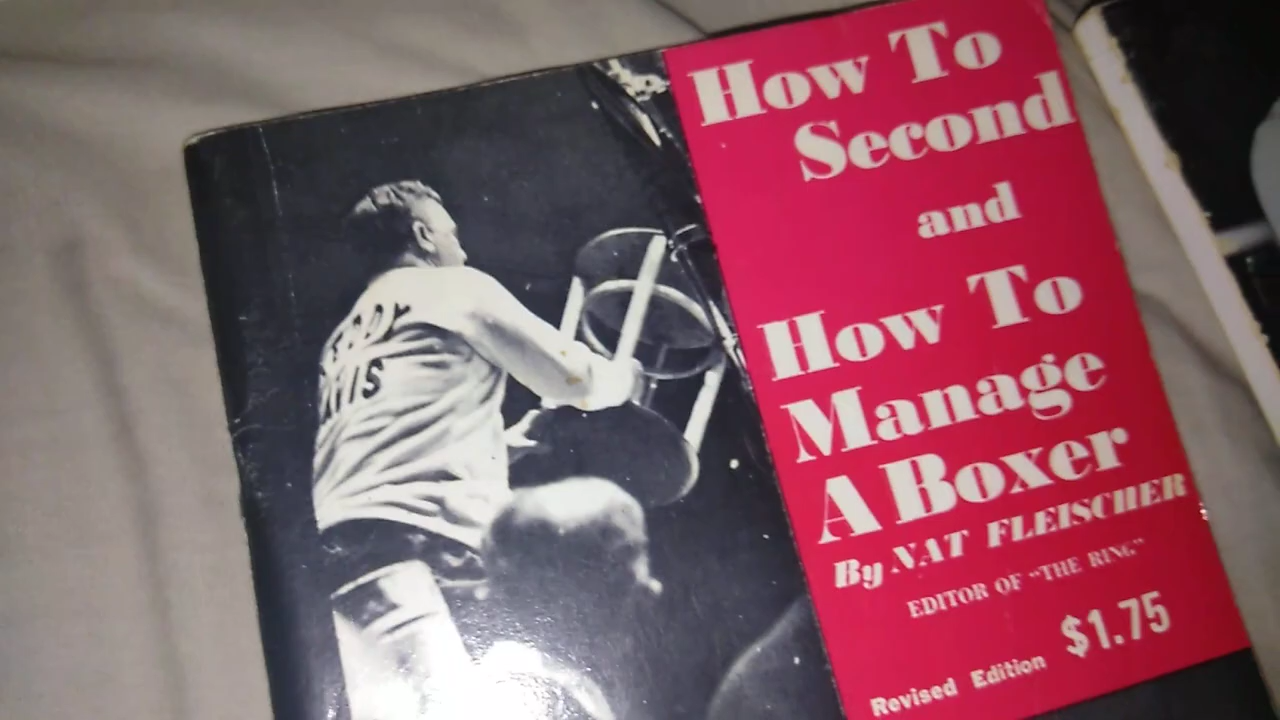 How To
Second
and
How To
Manage
A Boxer
By NAT FLEISCHER
EDITOR OF "THE RING"
Revised Edition $1.75